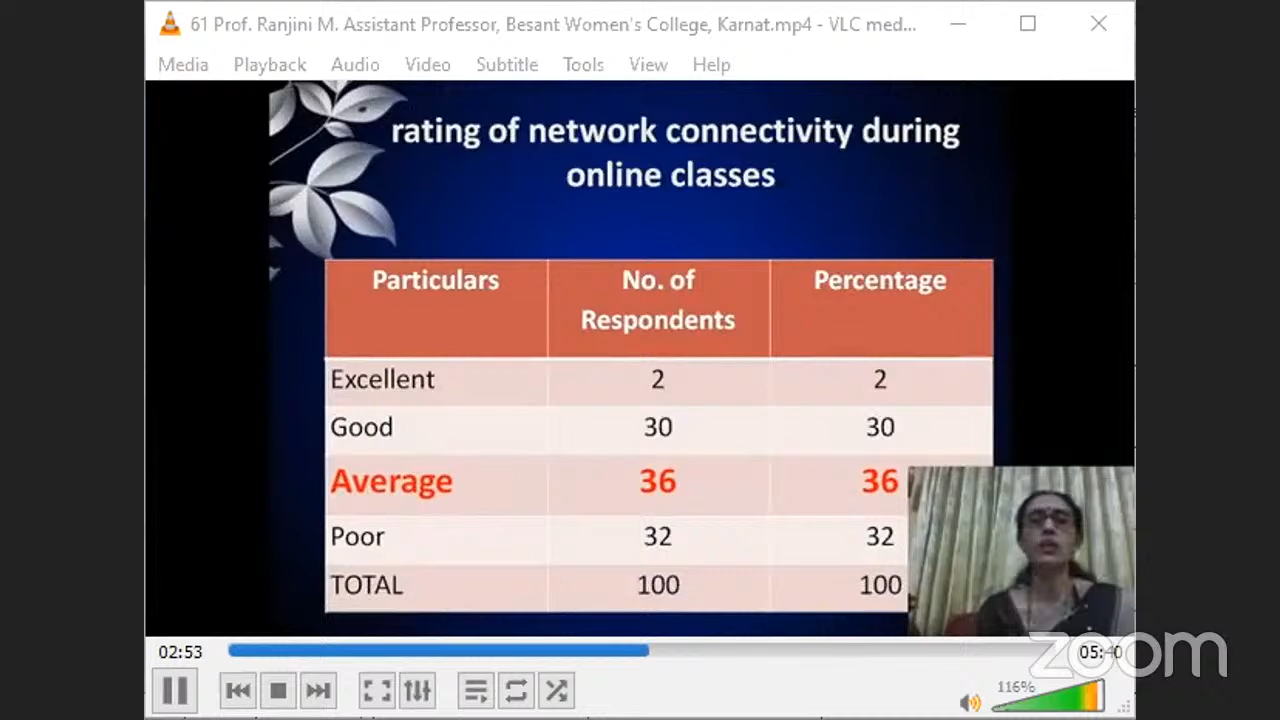 61 Prof. Ranjini M. Assistant Professor, Besant Women's College, Karnat.mp4 - VLC med...
Media Playback Audio Video Subtitle Tools View Help
rating of network connectivity during
online classes
Particulars No. of Respondents Percentage
Excellent 2 2
Good 30 30
Average 36 36
Poor 32 32
TOTAL 100 100
02:53 05:40
zoom
116%